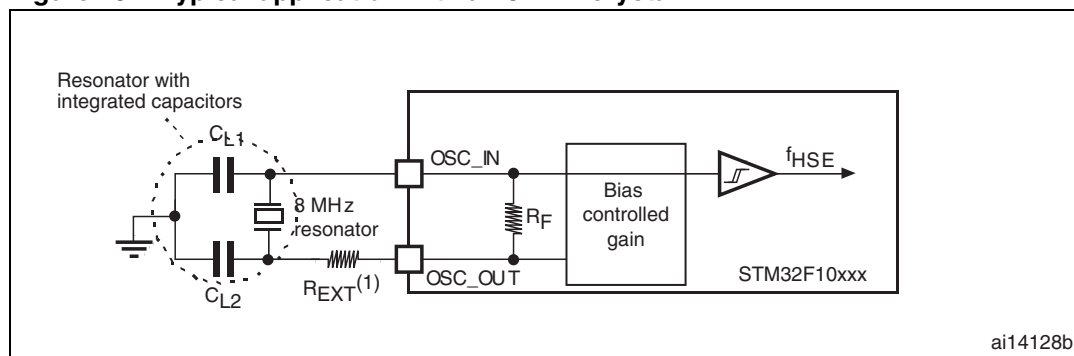 Resonator with
integrated capacitors
CL1
OSC_IN
fHSE
8 MHz
resonator
RF
Bias
controlled
gain
REXT(1)
OSC_OUT
STM32F10xxx
CL2
ai14128b